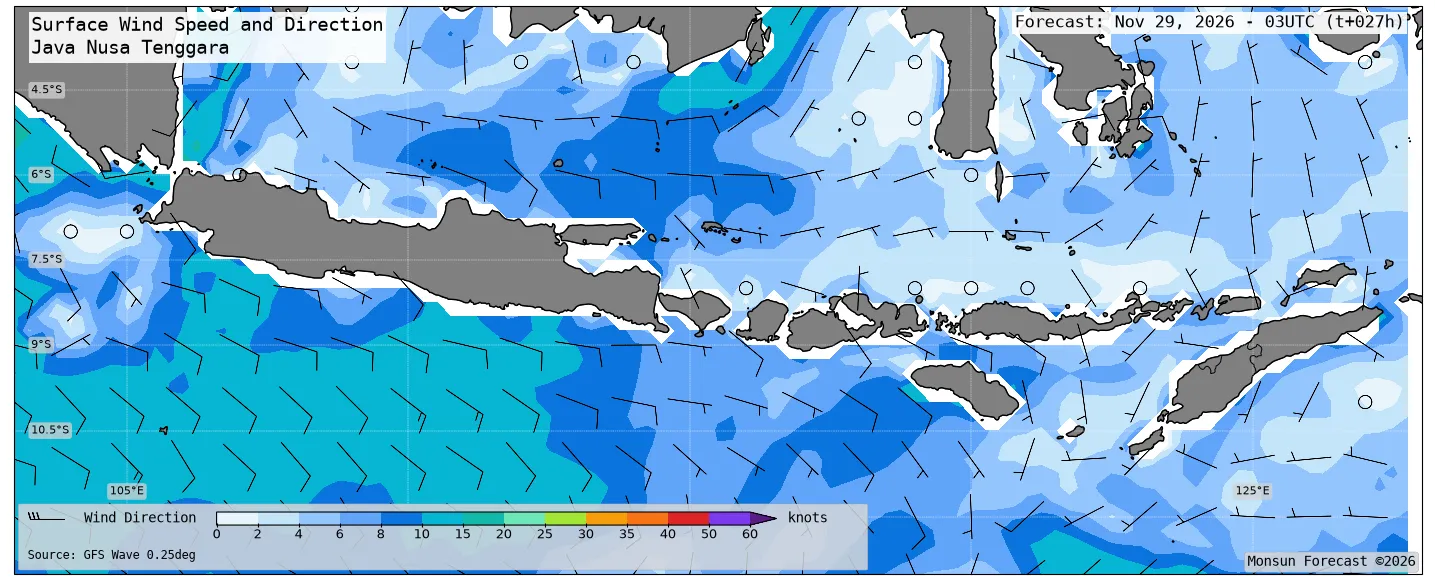 Surface Wind Speed and Direction
Java Nusa Tenggara
Forecast: Nov 29, 2026 - 03UTC (t+027h)
4.5°S
6°S
7.5°S
9°S
10.5°S
105°E
125°E
Wind Direction
0 2 4 6 8 10 15 20 25 30 35 40 50 60
knots
Source: GFS Wave 0.25deg
Monsun Forecast ©2026